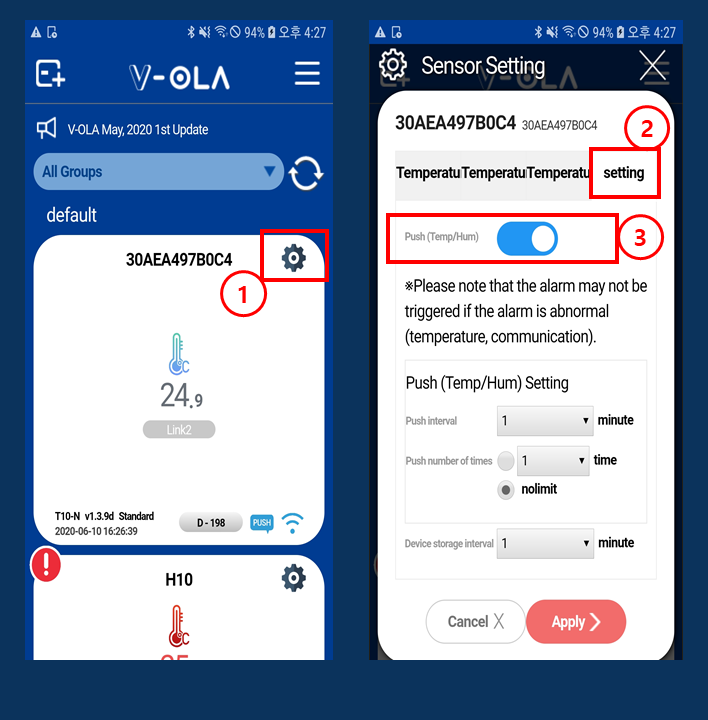 94% 오후 4:27
V-OLA
V-OLA May, 2020 1st Update
All Groups
default
30AEA497B0C4
1
24.9
Link2
T10-N v1.3.9d Standard
2020-06-10 16:26:39
D - 198
PUSH
H10
94% 오후 4:27
Sensor Setting
30AEA497B0C4 30AEA497B0C4
2
Temperatu Temperatu Temperatu setting
Push (Temp/Hum)
3
※Please note that the alarm may not be
triggered if the alarm is abnormal
(temperature, communication).
Push (Temp/Hum) Setting
Push interval 1 minute
Push number of times 1 time
nolimit
Device storage interval 1 minute
Cancel X
Apply